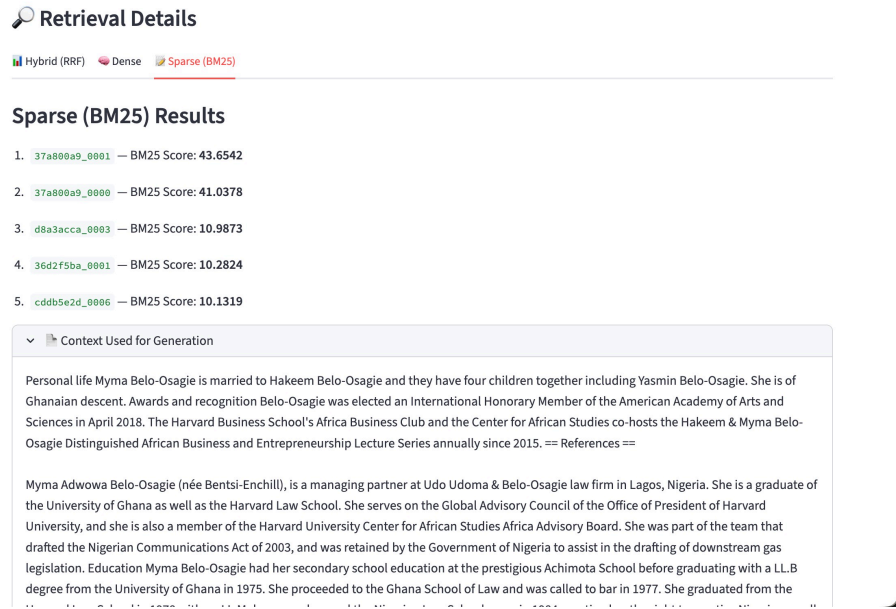 🔎 Retrieval Details
📊 Hybrid (RRF) 🧠 Dense 📝 Sparse (BM25)
Sparse (BM25) Results
1. 37a800a9_0001 — BM25 Score: 43.6542
2. 37a800a9_0000 — BM25 Score: 41.0378
3. d8a3acca_0003 — BM25 Score: 10.9873
4. 36d2f5ba_0001 — BM25 Score: 10.2824
5. cddb5e2d_0006 — BM25 Score: 10.1319
📄 Context Used for Generation
Personal life Myma Belo-Osagie is married to Hakeem Belo-Osagie and they have four children together including Yasmin Belo-Osagie. She is of
Ghanaian descent. Awards and recognition Belo-Osagie was elected an International Honorary Member of the American Academy of Arts and
Sciences in April 2018. The Harvard Business School's Africa Business Club and the Center for African Studies co-hosts the Hakeem & Myma Belo-
Osagie Distinguished African Business and Entrepreneurship Lecture Series annually since 2015. == References ==
Myma Adwowa Belo-Osagie (née Bentsi-Enchill), is a managing partner at Udo Udoma & Belo-Osagie law firm in Lagos, Nigeria. She is a graduate of
the University of Ghana as well as the Harvard Law School. She serves on the Global Advisory Council of the Office of President of Harvard
University, and she is also a member of the Harvard University Center for African Studies Africa Advisory Board. She was part of the team that
drafted the Nigerian Communications Act of 2003, and was retained by the Government of Nigeria to assist in the drafting of downstream gas
legislation. Education Myma Belo-Osagie had her secondary school education at the prestigious Achimota School before graduating with a LL.B
degree from the University of Ghana in 1975. She proceeded to the Ghana School of Law and was called to bar in 1977. She graduated from the